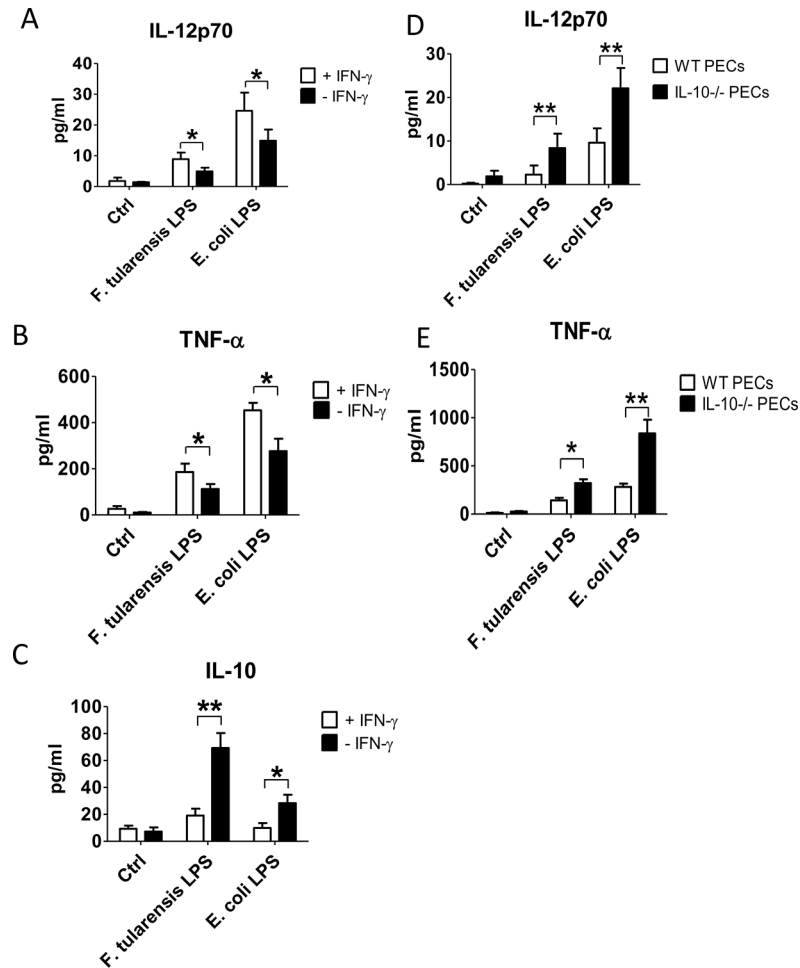 A
IL-12p70
pg/ml
40
30
20
10
0
Ctrl
F. tularensis LPS
E. coli LPS
*
*
+ IFN-γ
- IFN-γ
D
IL-12p70
pg/ml
30
20
10
0
Ctrl
F. tularensis LPS
E. coli LPS
**
**
WT PECs
IL-10-/- PECs
B
TNF-α
pg/ml
600
400
200
0
Ctrl
F. tularensis LPS
E. coli LPS
*
*
+ IFN-γ
- IFN-γ
E
TNF-α
pg/ml
1500
1000
500
0
Ctrl
F. tularensis LPS
E. coli LPS
*
**
WT PECs
IL-10-/- PECs
C
IL-10
pg/ml
100
80
60
40
20
0
Ctrl
F. tularensis LPS
E. coli LPS
**
*
+ IFN-γ
- IFN-γ